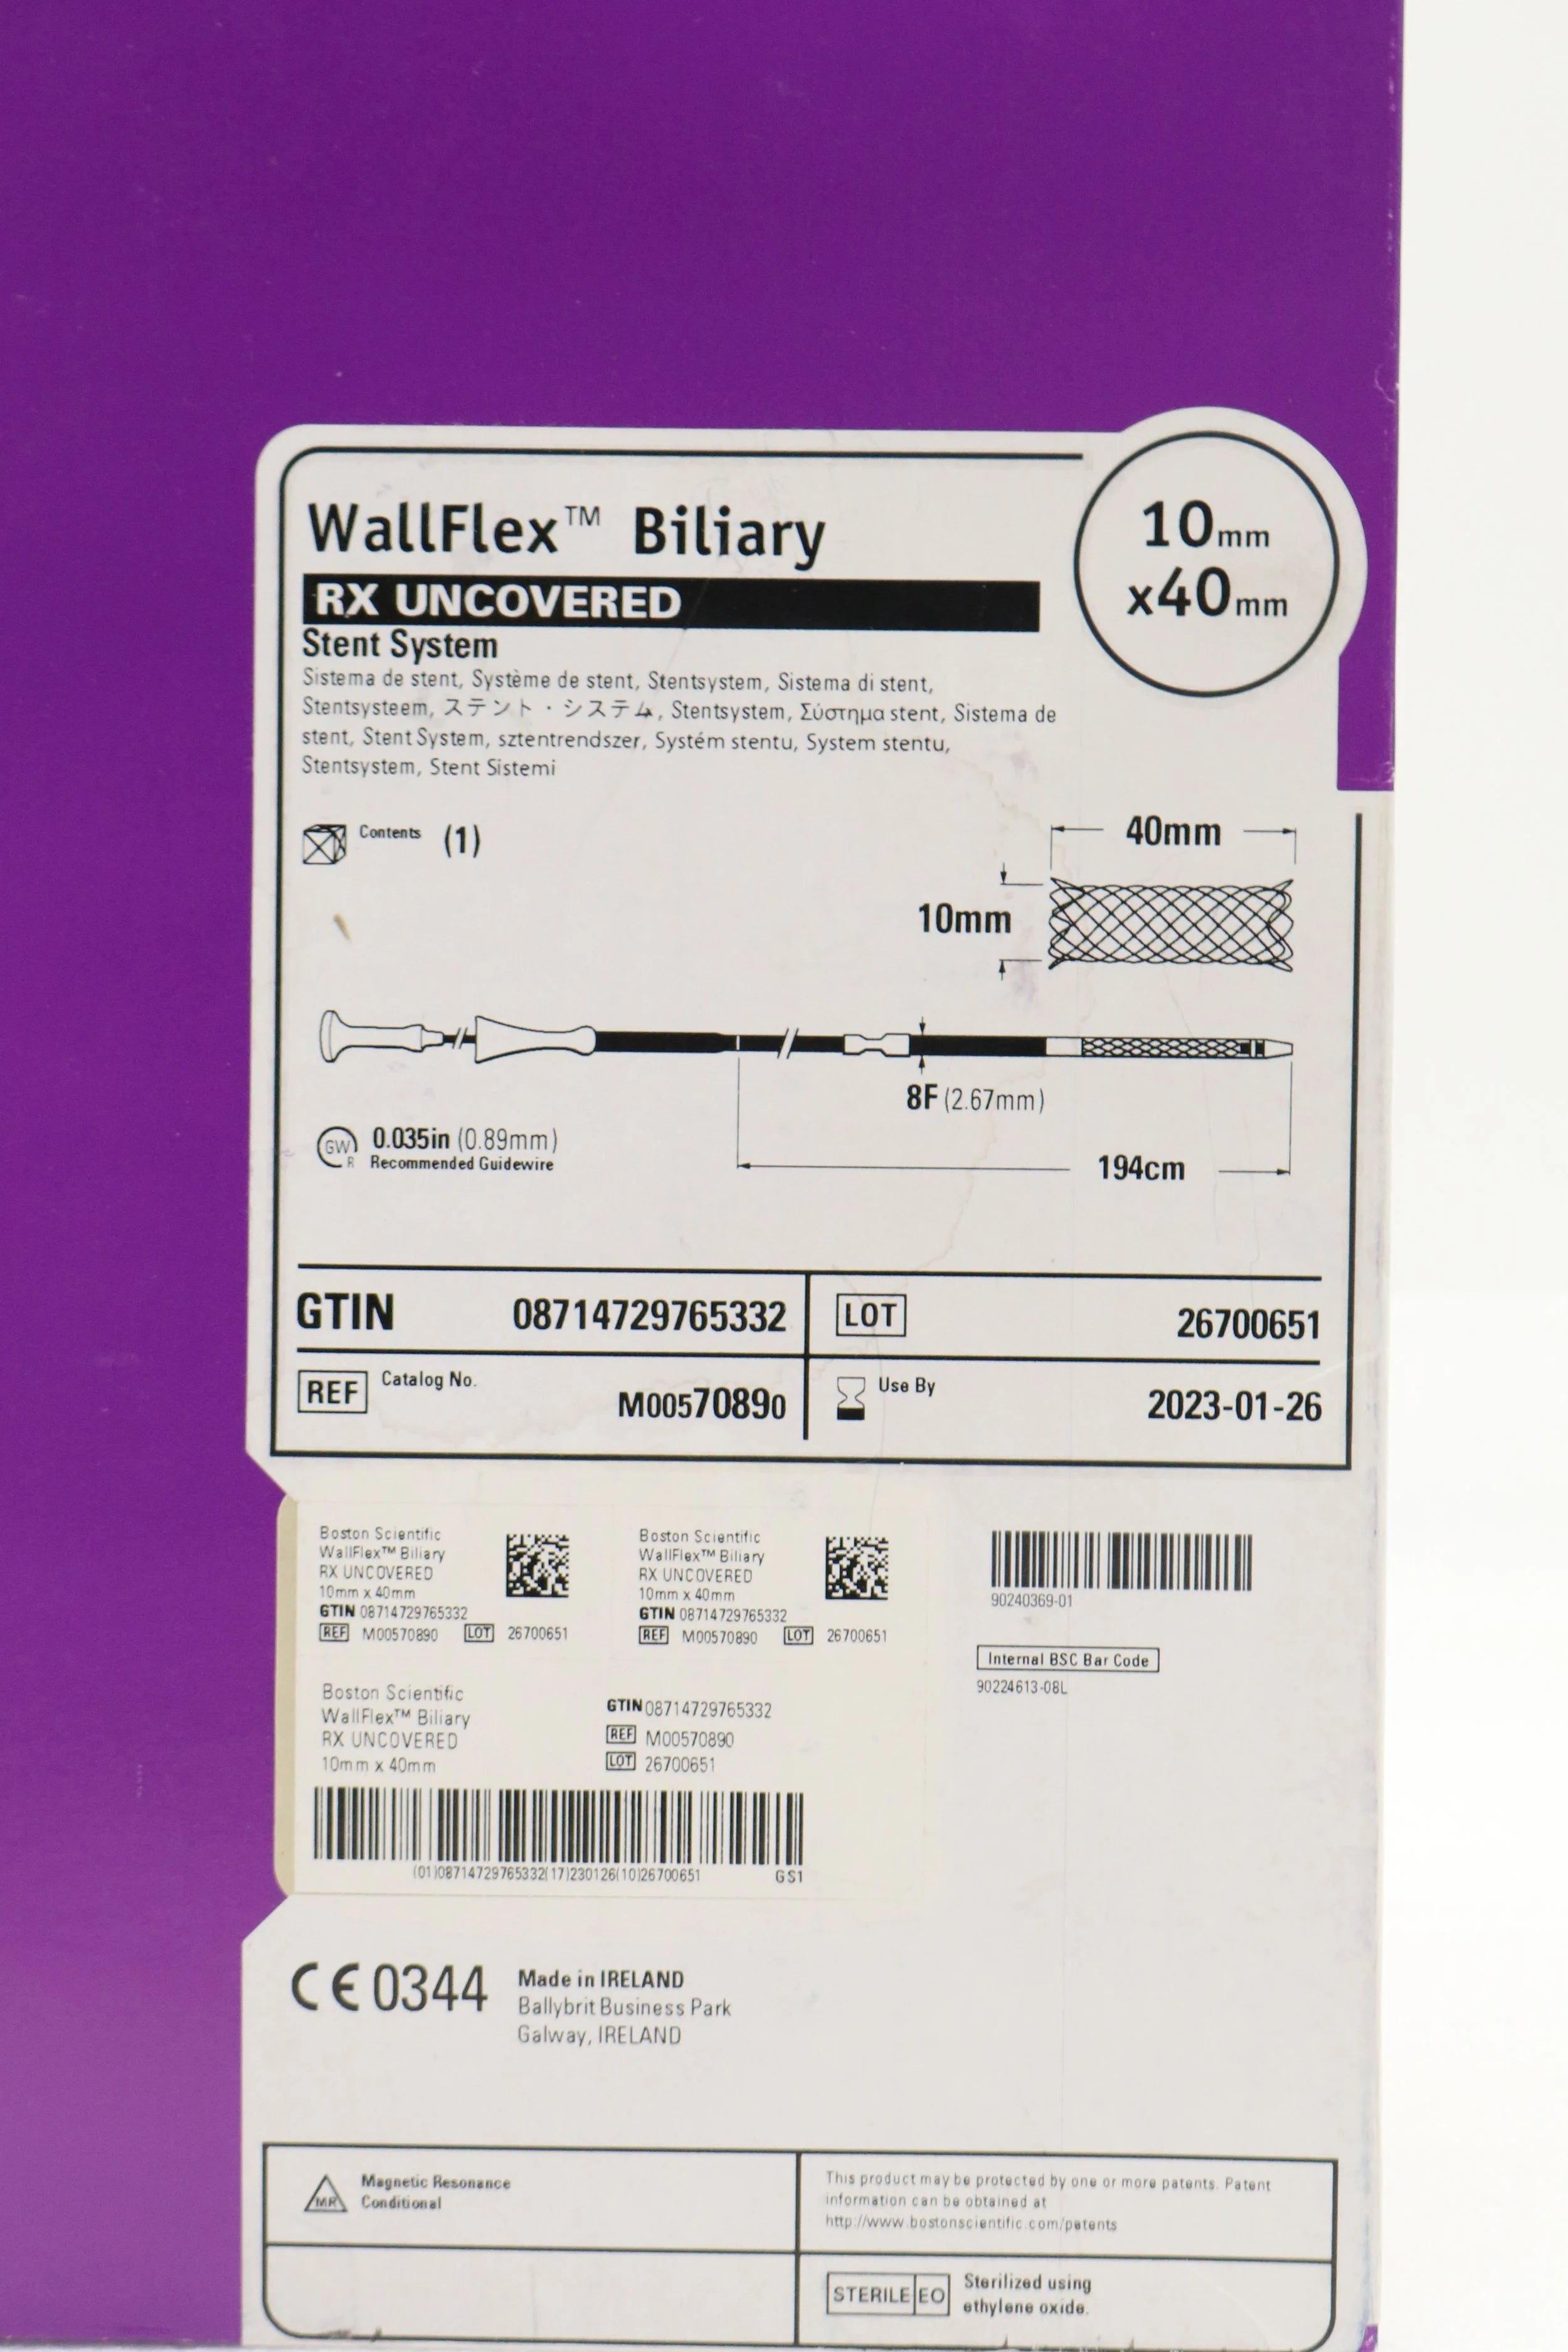 WallFlex™ Biliary
10mm
x40mm
RX UNCOVERED
Stent System
Sistema de stent, Système de stent, Stentsystem, Sistema di stent,
Stentsysteem, ステント・システム, Stentsystem, Σύστημα stent, Sistema de
stent, Stent System, sztentrendszer, Systém stentu, System stentu,
Stentsystem, Stent Sistemi
Contents (1)
40mm
10mm
8F (2.67mm)
GW R 0.035in (0.89mm)
Recommended Guidewire
194cm
GTIN 08714729765332
LOT 26700651
REF Catalog No. M00570890
Use By 2023-01-26
Boston Scientific
WallFlex™ Biliary
RX UNCOVERED
10mm x 40mm
GTIN 08714729765332
REF M00570890 LOT 26700651
Boston Scientific
WallFlex™ Biliary
RX UNCOVERED
10mm x 40mm
GTIN 08714729765332
REF M00570890 LOT 26700651
90240369-01
Internal BSC Bar Code
90224613-08L
Boston Scientific
WallFlex™ Biliary
RX UNCOVERED
10mm x 40mm
GTIN 08714729765332
REF M00570890
LOT 26700651
(01)08714729765332(17)230126(10)26700651 GS1
CE 0344
Made in IRELAND
Ballybrit Business Park
Galway, IRELAND
MR
Magnetic Resonance
Conditional
This product may be protected by one or more patents. Patent
information can be obtained at
http://www.bostonscientific.com/patents
STERILE EO
Sterilized using
ethylene oxide.